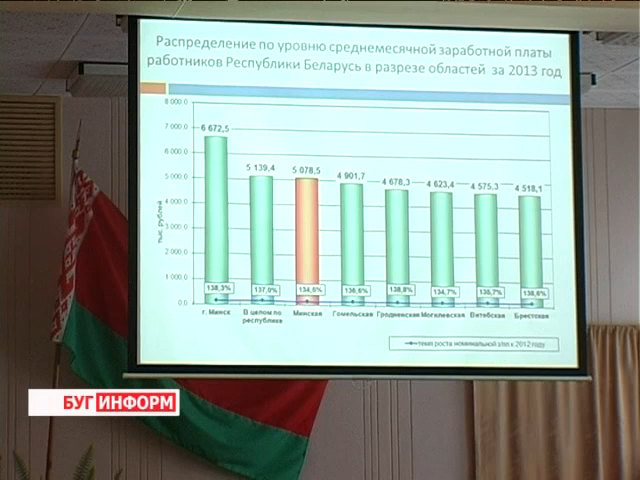 Распределение по уровню среднемесячной заработной платы
работников Республики Беларусь в разрезе областей за 2013 год
8 000,0
7 000,0
6 000,0
5 000,0
4 000,0
3 000,0
2 000,0
1 000,0
0,0
тыс. рублей
6 672,5
5 139,4
5 078,5
4 901,7
4 678,3
4 623,4
4 575,3
4 518,1
138,3%
137,0%
134,5%
136,6%
138,8%
134,7%
135,7%
138,6%
г. Минск
В целом по республике
Минская
Гомельская
Гродненская
Могилевская
Витебская
Брестская
темп роста номинальной з/пл к 2012 году
БУГ ИНФОРМ